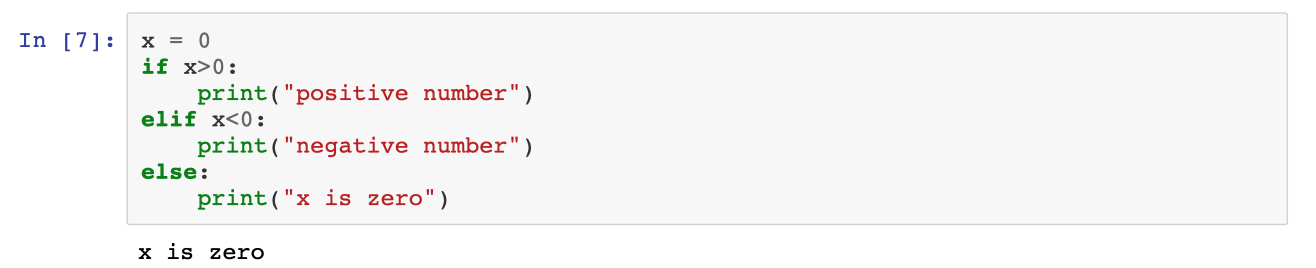 In [7]: x = 0
if x>0:
    print("positive number")
elif x<0:
    print("negative number")
else:
    print("x is zero")
x is zero